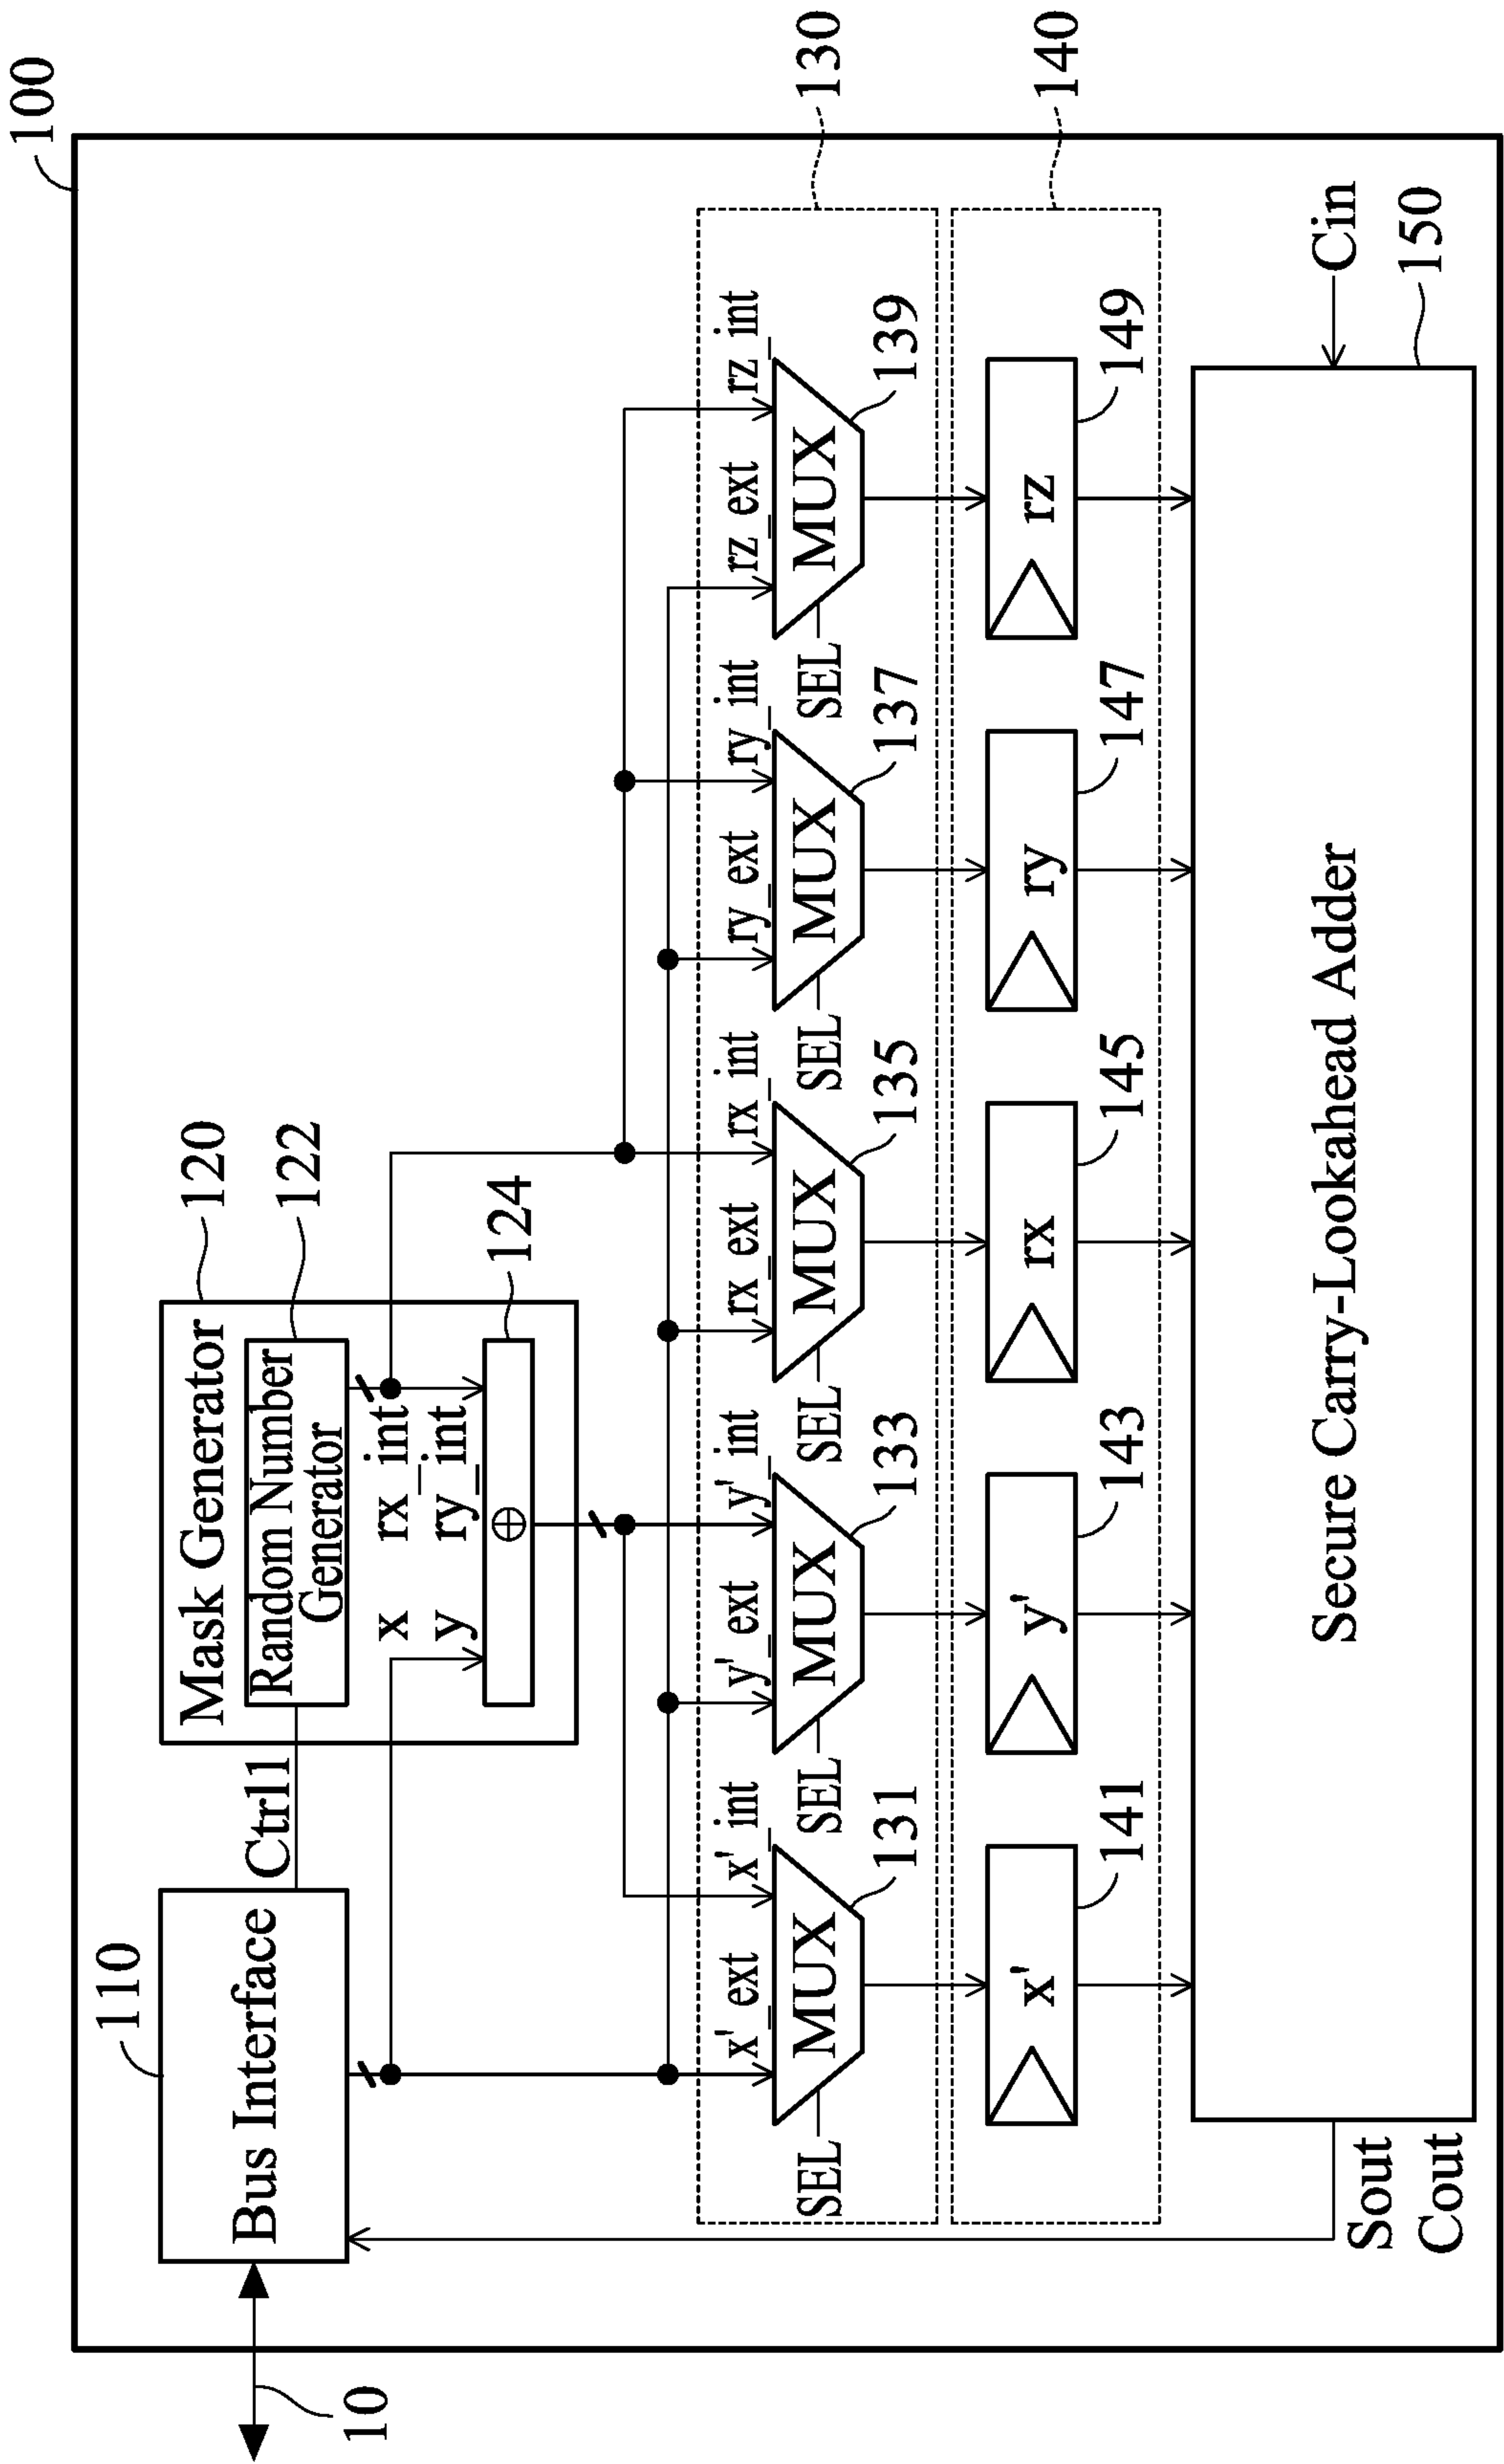 100
110
Bus Interface
10
Ctrl1
120
Mask Generator
122
Random Number
Generator
x rx_int
y ry_int
124
⊕
130
x'_ext
x'_int
y'_ext
y'_int
rx_ext
rx_int
ry_ext
ry_int
rz_ext
rz_int
SEL
MUX
131
SEL
MUX
133
SEL
MUX
135
SEL
MUX
137
SEL
MUX
139
140
x'
141
y'
143
rx
145
ry
147
rz
149
Secure Carry-Lookahead Adder
Cin
150
Sout
Cout